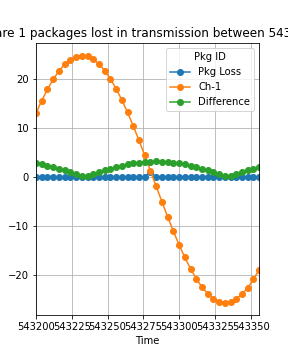 are 1 packages lost in transmission between 543
Pkg ID
Pkg Loss
Ch-1
Difference
20
10
0
−10
−20
543200 543225 543250 543275 543300 543325 543350
Time